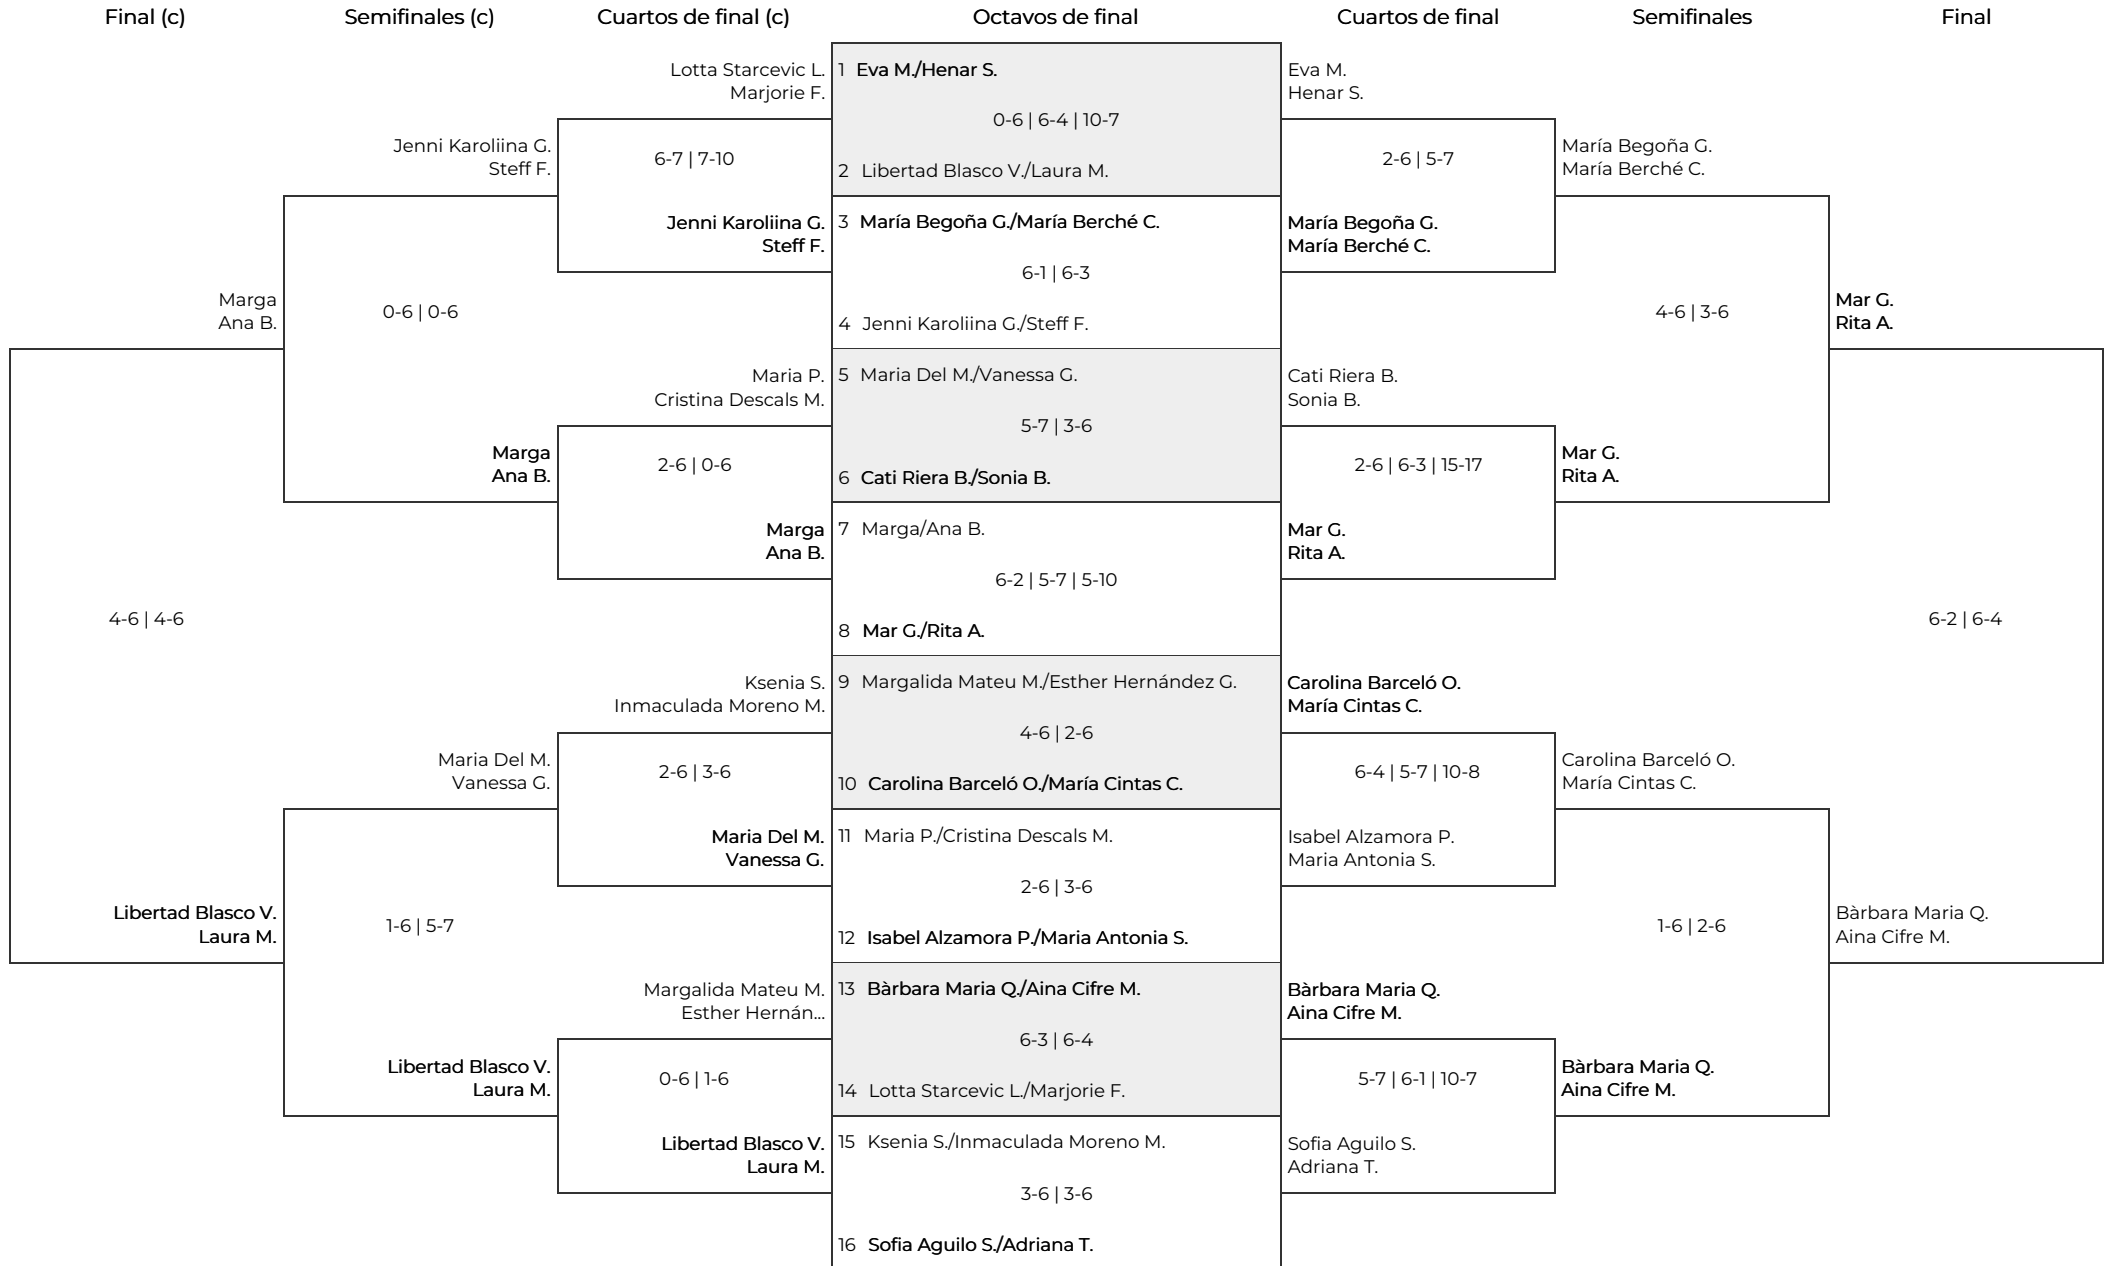 Final (c) Semifinales (c) Cuartos de final (c) Octavos de final Cuartos de final Semifinales Final
Lotta Starcevic L.
Marjorie F.
6-7 | 7-10
Jenni Karoliina G.
Steff F.
Maria P.
Cristina Descals M.
2-6 | 0-6
Marga
Ana B.
Ksenia S.
Inmaculada Moreno M.
2-6 | 3-6
Maria Del M.
Vanessa G.
Margalida Mateu M.
Esther Hernán...
0-6 | 1-6
Libertad Blasco V.
Laura M.
Jenni Karoliina G.
Steff F.
0-6 | 0-6
Marga
Ana B.
Maria Del M.
Vanessa G.
1-6 | 5-7
Libertad Blasco V.
Laura M.
Marga
Ana B.
4-6 | 4-6
Libertad Blasco V.
Laura M.
1 Eva M./Henar S.
0-6 | 6-4 | 10-7
2 Libertad Blasco V./Laura M.
3 María Begoña G./María Berché C.
6-1 | 6-3
4 Jenni Karoliina G./Steff F.
5 Maria Del M./Vanessa G.
5-7 | 3-6
6 Cati Riera B./Sonia B.
7 Marga/Ana B.
6-2 | 5-7 | 5-10
8 Mar G./Rita A.
9 Margalida Mateu M./Esther Hernández G.
4-6 | 2-6
10 Carolina Barceló O./María Cintas C.
11 Maria P./Cristina Descals M.
2-6 | 3-6
12 Isabel Alzamora P./Maria Antonia S.
13 Bàrbara Maria Q./Aina Cifre M.
6-3 | 6-4
14 Lotta Starcevic L./Marjorie F.
15 Ksenia S./Inmaculada Moreno M.
3-6 | 3-6
16 Sofia Aguilo S./Adriana T.
Eva M.
Henar S.
2-6 | 5-7
María Begoña G.
María Berché C.
Cati Riera B.
Sonia B.
2-6 | 6-3 | 15-17
Mar G.
Rita A.
Carolina Barceló O.
María Cintas C.
6-4 | 5-7 | 10-8
Isabel Alzamora P.
Maria Antonia S.
Bàrbara Maria Q.
Aina Cifre M.
5-7 | 6-1 | 10-7
Sofia Aguilo S.
Adriana T.
María Begoña G.
María Berché C.
4-6 | 3-6
Mar G.
Rita A.
Carolina Barceló O.
María Cintas C.
1-6 | 2-6
Bàrbara Maria Q.
Aina Cifre M.
Mar G.
Rita A.
6-2 | 6-4
Bàrbara Maria Q.
Aina Cifre M.